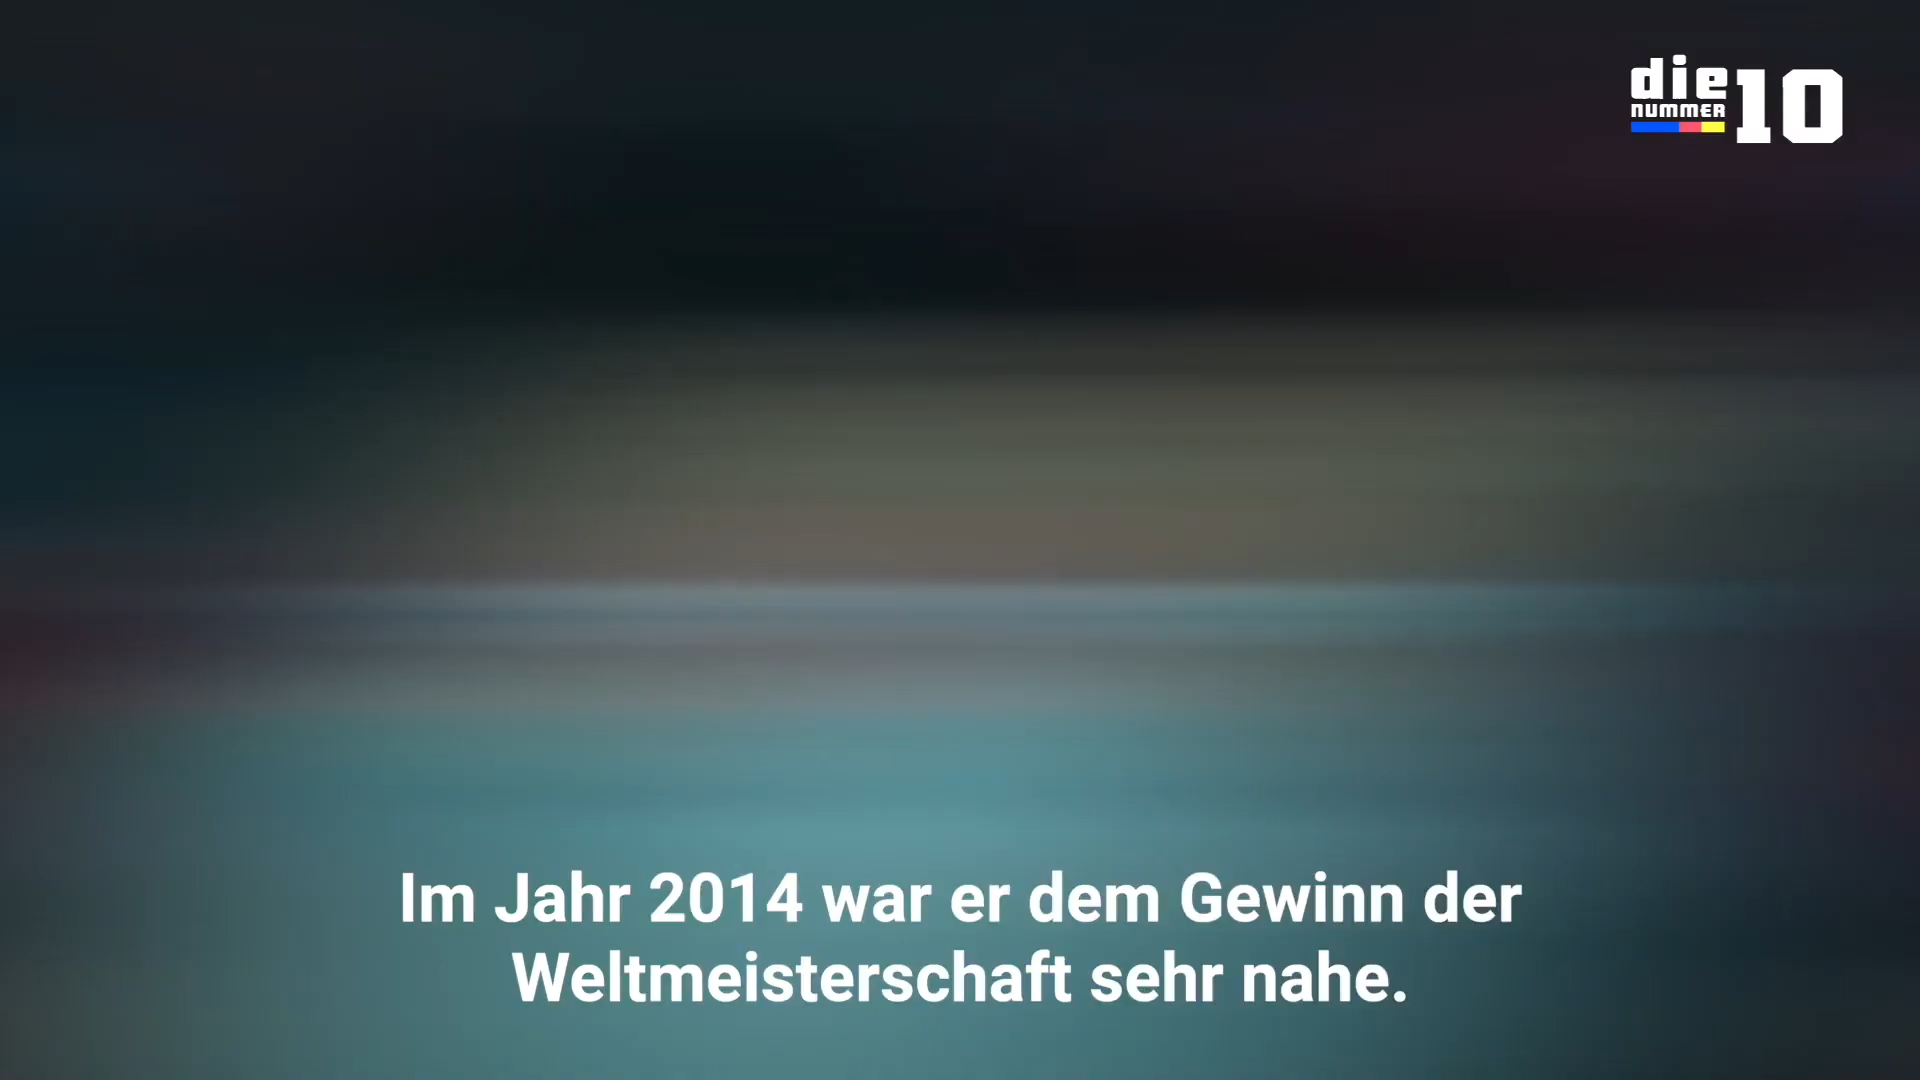 die
NUMMER
10
Im Jahr 2014 war er dem Gewinn der
Weltmeisterschaft sehr nahe.